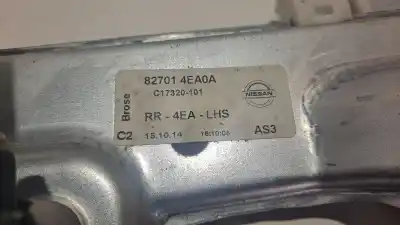 82701 4EA0A
C17320-101
NISSAN
Brose
RR - 4EA - LHS
C2 15.10.14 16:10:06 AS3